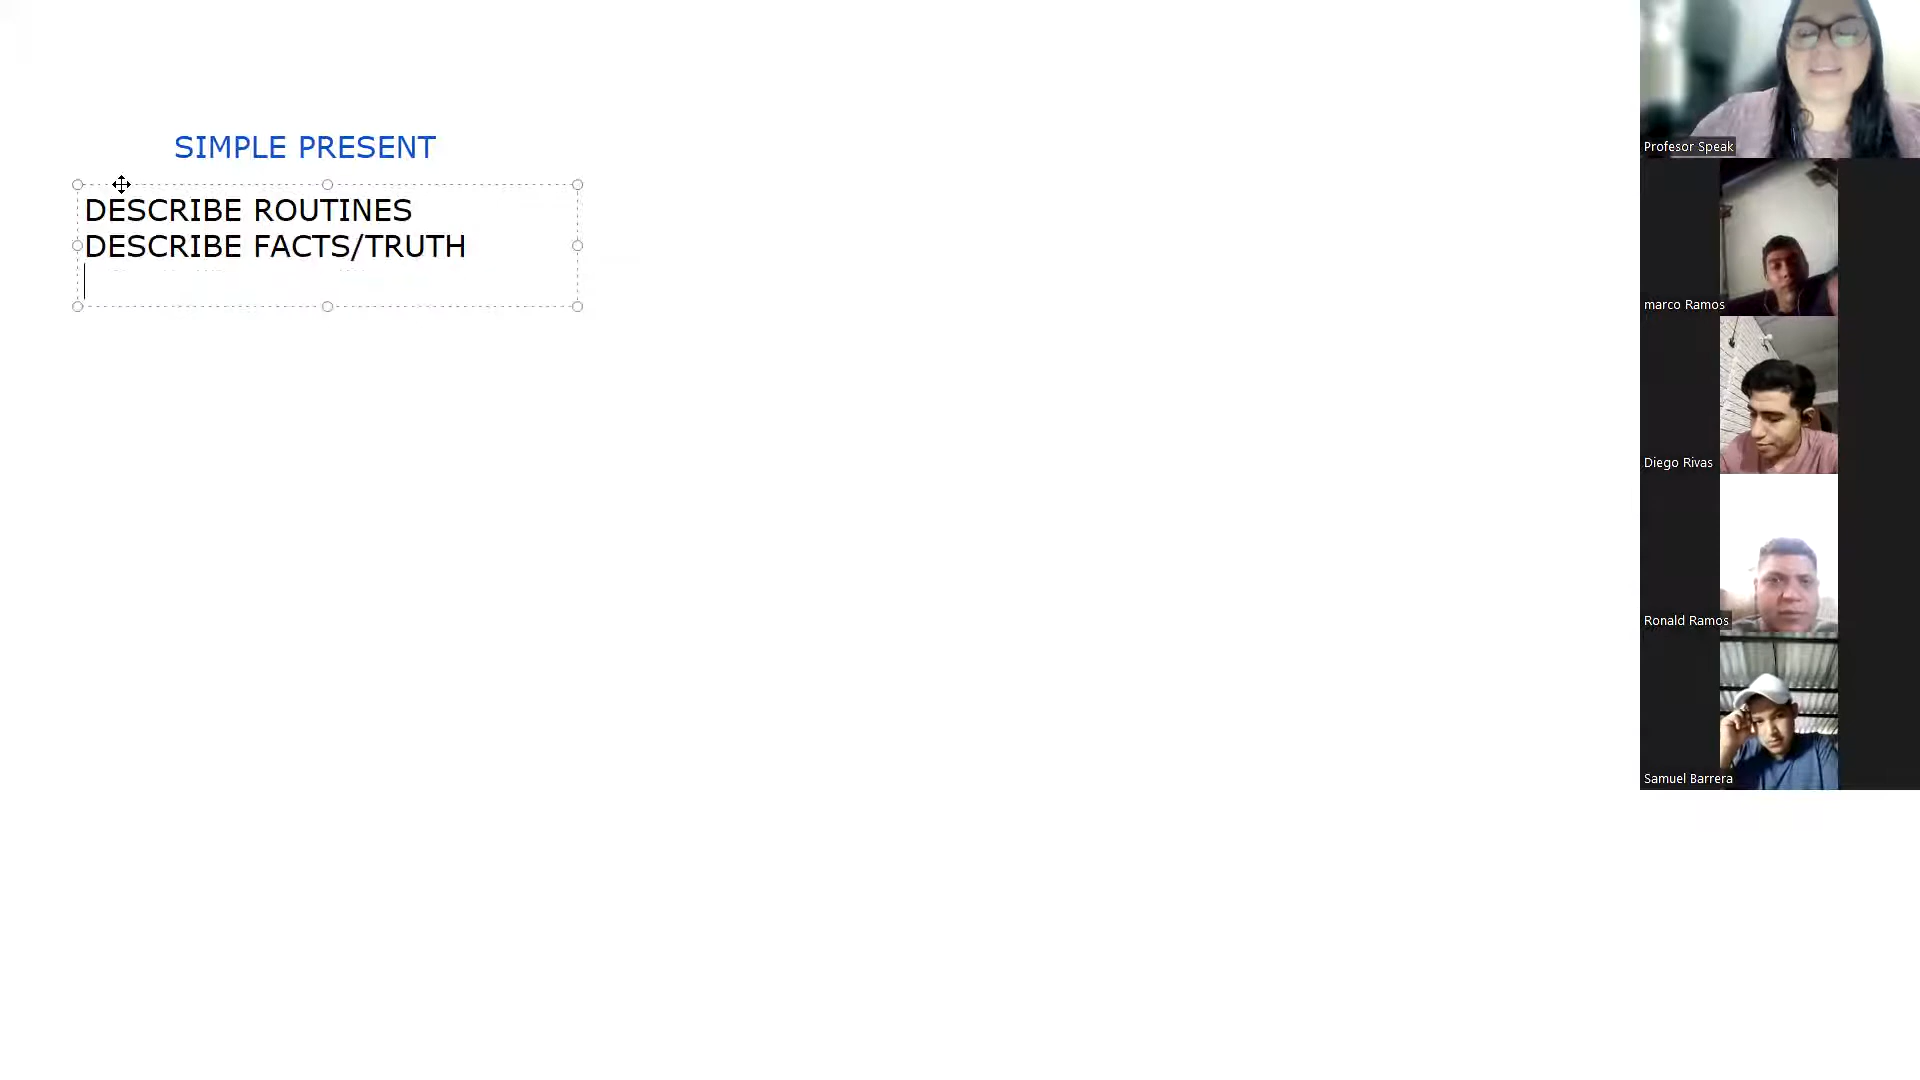 SIMPLE PRESENT
DESCRIBE ROUTINES
DESCRIBE FACTS/TRUTH
Profesor Speak
marco Ramos
Diego Rivas
Ronald Ramos
Samuel Barrera